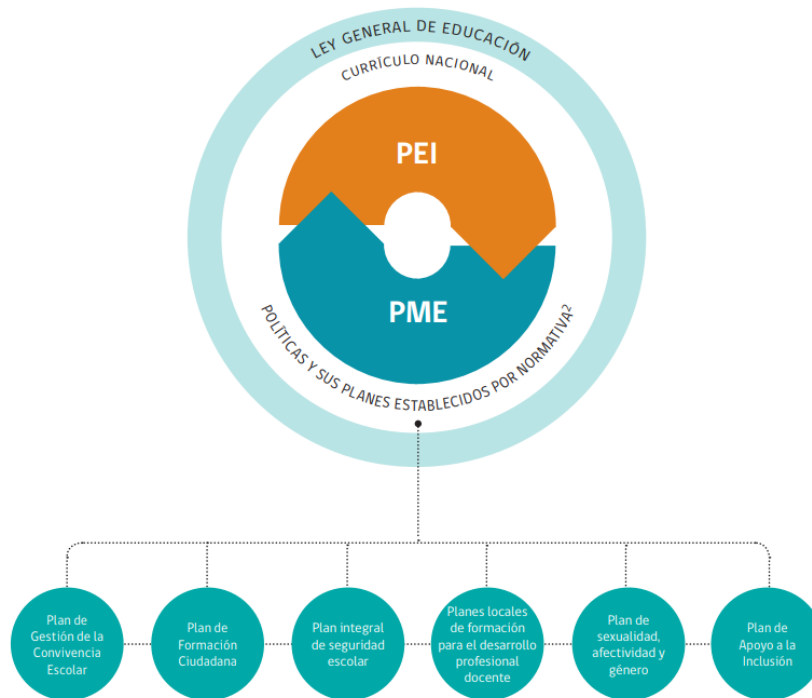 LEY GENERAL DE EDUCACIÓN
CURRÍCULO NACIONAL
PEI
PME
POLÍTICAS Y SUS PLANES ESTABLECIDOS POR NORMATIVA²
Plan de
Gestión de la
Convivencia
Escolar
Plan de
Formación
Ciudadana
Plan integral
de seguridad
escolar
Planes locales
de formación
para el desarrollo
profesional
docente
Plan de
sexualidad,
afectividad y
género
Plan de
Apoyo a la
Inclusión